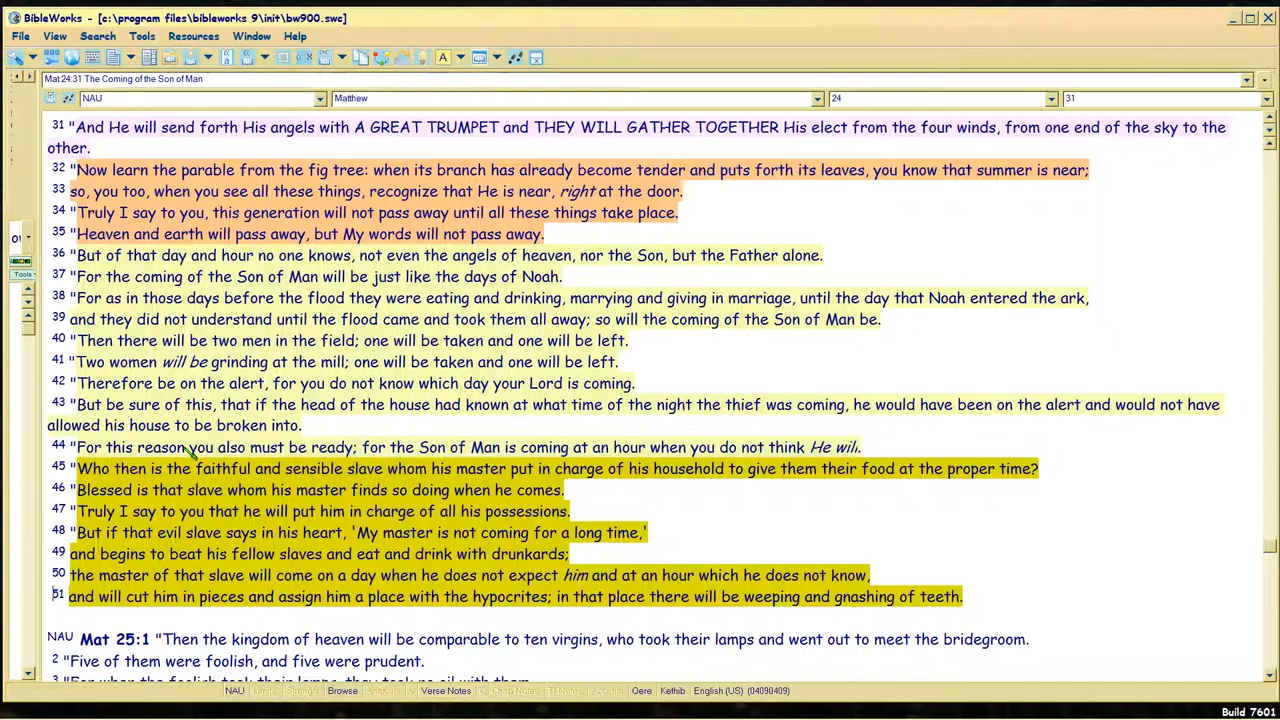 BibleWorks - [c:\program files\bibleworks 9\init\bw900.swc]
File View Search Tools Resources Window Help
Mat 24:31 The Coming of the Son of Man
NAU Matthew 24 31
31 "And He will send forth His angels with A GREAT TRUMPET and THEY WILL GATHER TOGETHER His elect from the four winds, from one end of the sky to the
other.
32 "Now learn the parable from the fig tree: when its branch has already become tender and puts forth its leaves, you know that summer is near;
33 so, you too, when you see all these things, recognize that He is near, right at the door.
34 "Truly I say to you, this generation will not pass away until all these things take place.
35 "Heaven and earth will pass away, but My words will not pass away.
36 "But of that day and hour no one knows, not even the angels of heaven, nor the Son, but the Father alone.
37 "For the coming of the Son of Man will be just like the days of Noah.
38 "For as in those days before the flood they were eating and drinking, marrying and giving in marriage, until the day that Noah entered the ark,
39 and they did not understand until the flood came and took them all away; so will the coming of the Son of Man be.
40 "Then there will be two men in the field; one will be taken and one will be left.
41 "Two women will be grinding at the mill; one will be taken and one will be left.
42 "Therefore be on the alert, for you do not know which day your Lord is coming.
43 "But be sure of this, that if the head of the house had known at what time of the night the thief was coming, he would have been on the alert and would not have
allowed his house to be broken into.
44 "For this reason you also must be ready; for the Son of Man is coming at an hour when you do not think He will.
45 "Who then is the faithful and sensible slave whom his master put in charge of his household to give them their food at the proper time?
46 "Blessed is that slave whom his master finds so doing when he comes.
47 "Truly I say to you that he will put him in charge of all his possessions.
48 "But if that evil slave says in his heart, 'My master is not coming for a long time,'
49 and begins to beat his fellow slaves and eat and drink with drunkards;
50 the master of that slave will come on a day when he does not expect him and at an hour which he does not know,
51 and will cut him in pieces and assign him a place with the hypocrites; in that place there will be weeping and gnashing of teeth.
NAU Mat 25:1 "Then the kingdom of heaven will be comparable to ten virgins, who took their lamps and went out to meet the bridegroom.
2 "Five of them were foolish, and five were prudent.
3 "For when the foolish took their lamps, they took no oil with them,
Tools
NAU Browse Verse Notes Qere Kethib English (US) (04090409)
Build 7601